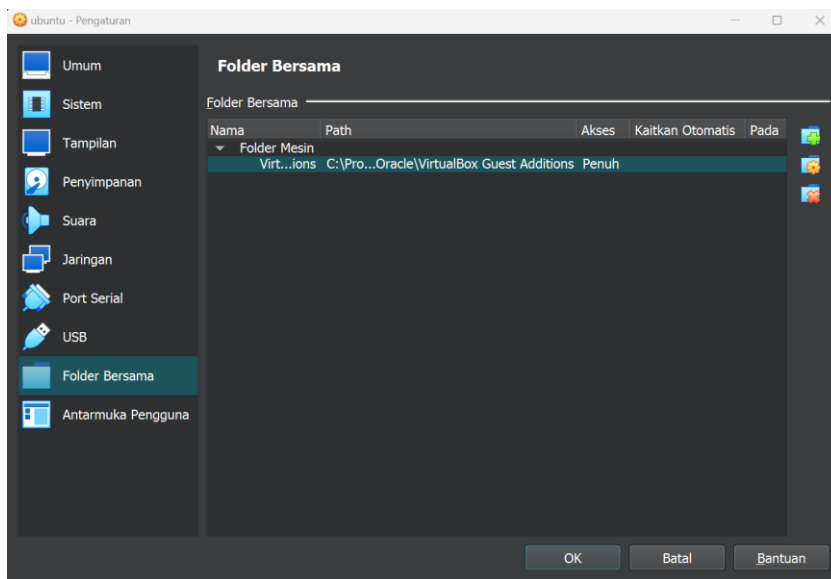 ubuntu - Pengaturan
Umum
Sistem
Tampilan
Penyimpanan
Suara
Jaringan
Port Serial
USB
Folder Bersama
Antarmuka Pengguna
Folder Bersama
Folder Bersama
Nama Path Akses Kaitkan Otomatis Pada
Folder Mesin
Virt...ions C:\Pro...Oracle\VirtualBox Guest Additions Penuh
OK Batal Bantuan